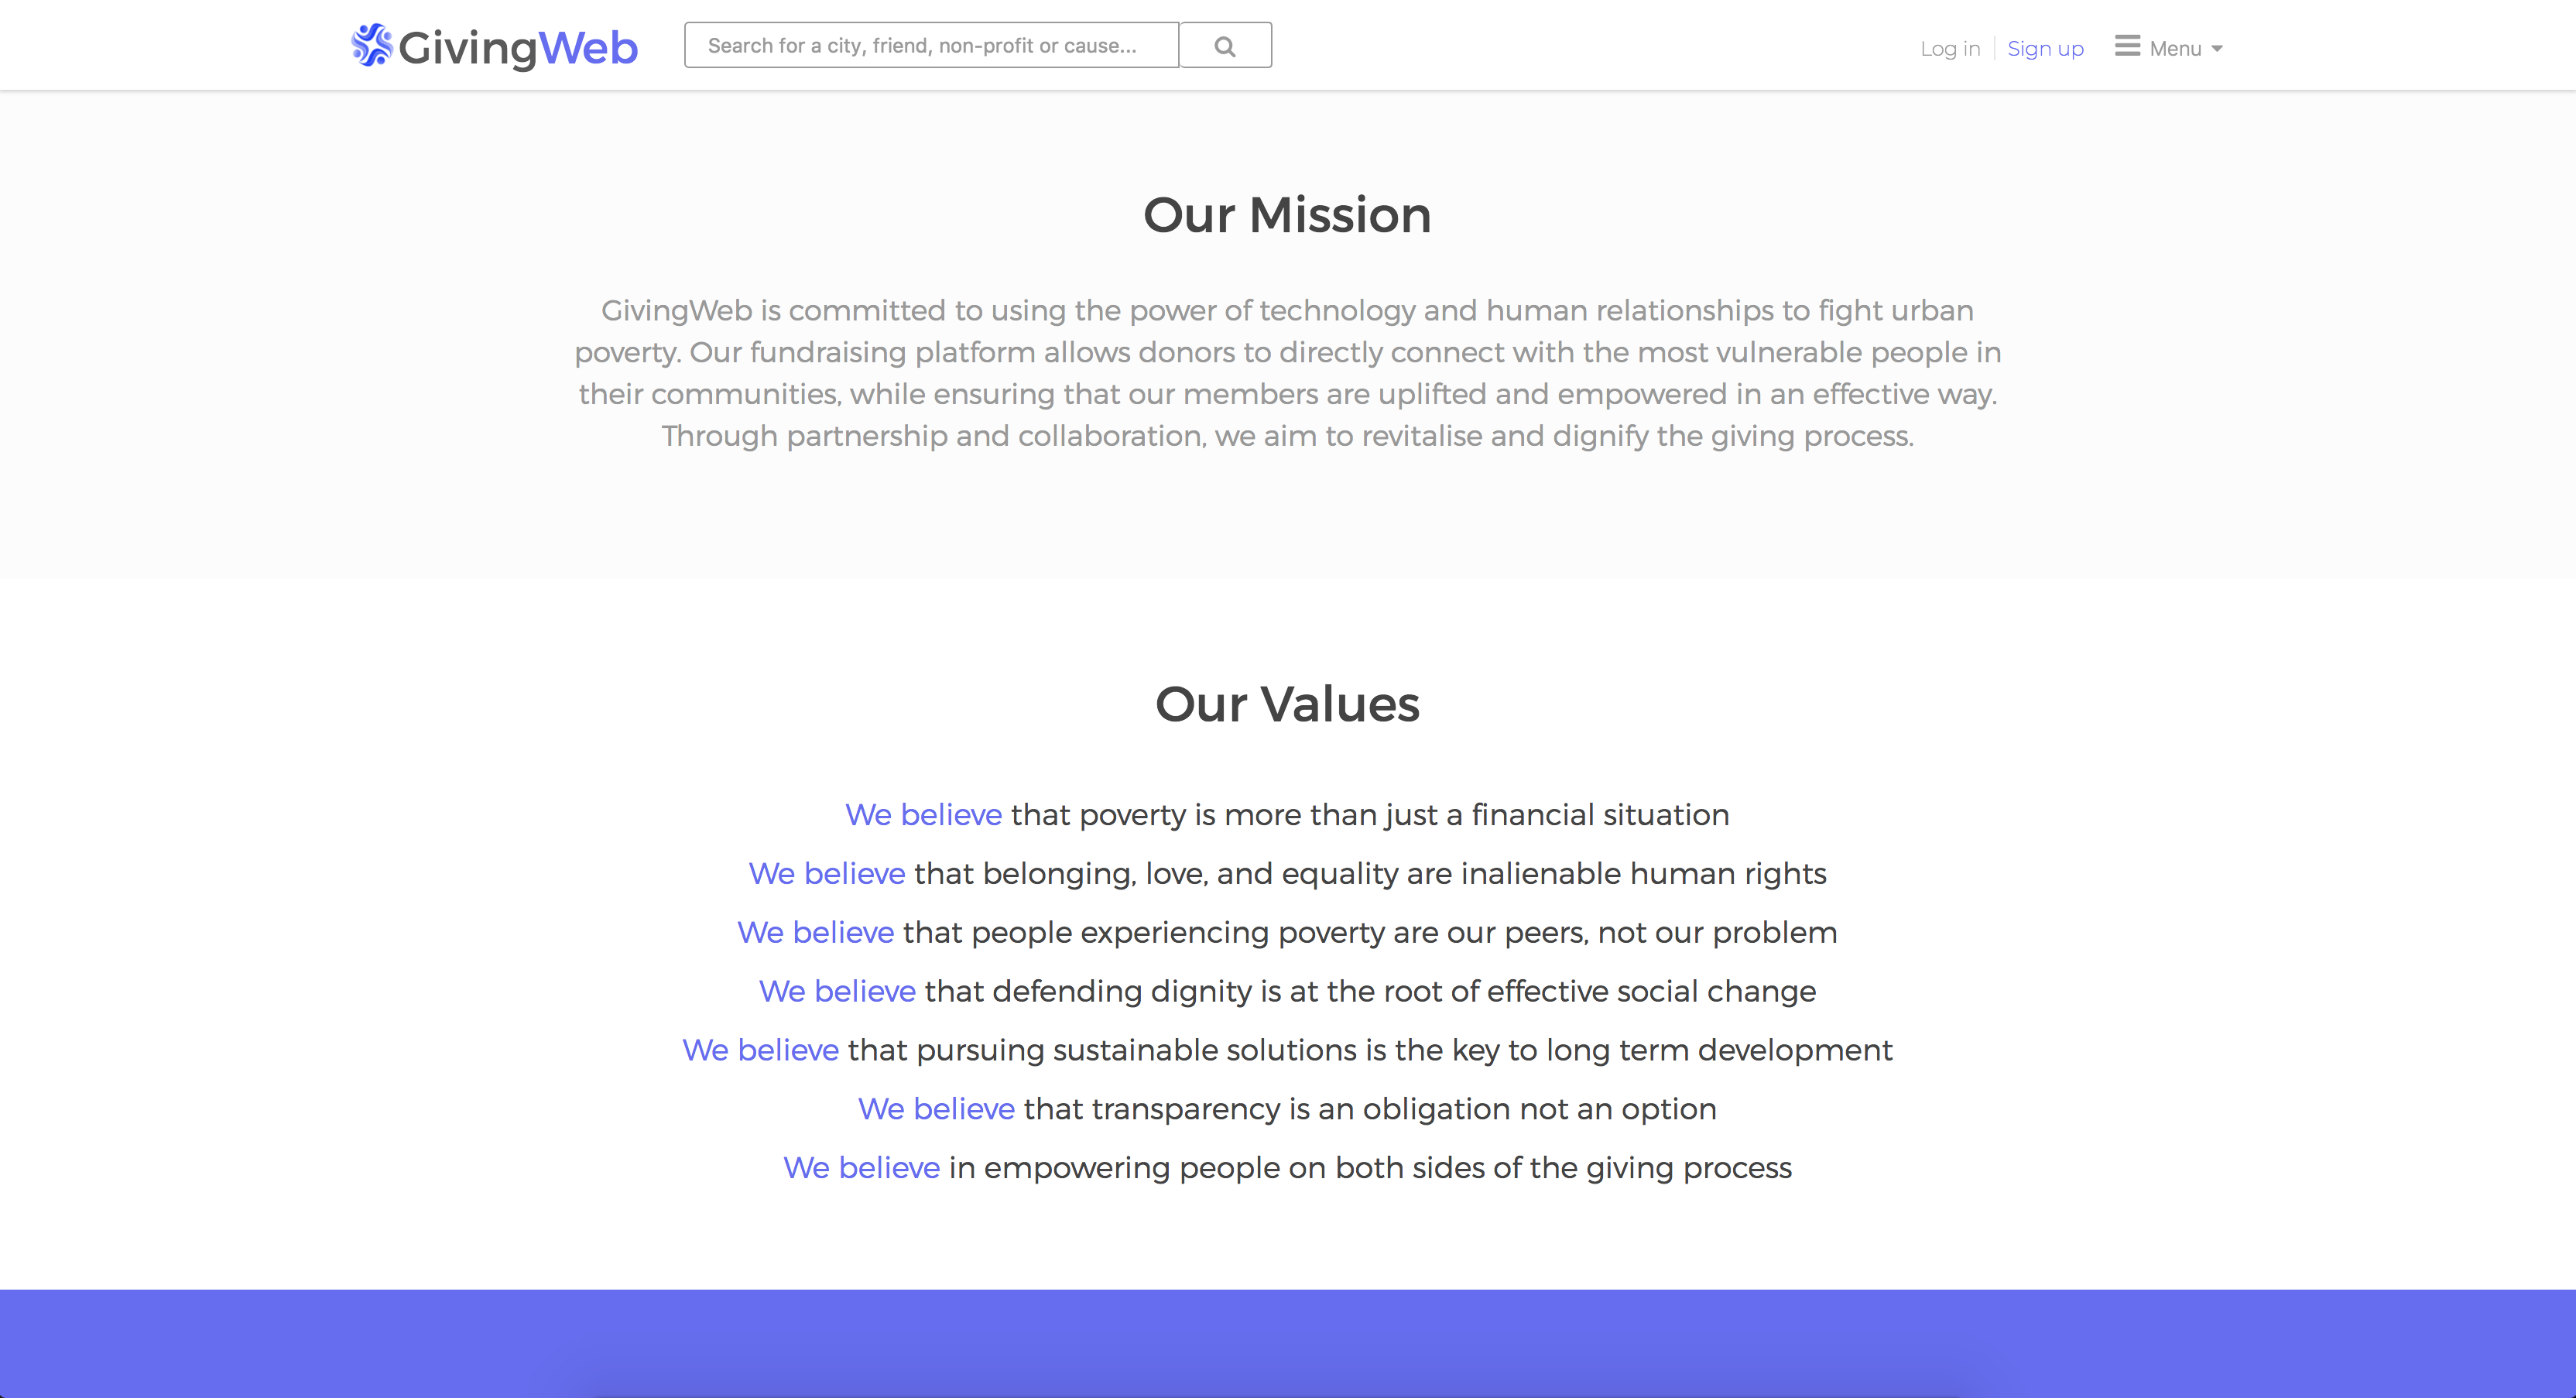 GivingWeb
Search for a city, friend, non-profit or cause...
Log in
Sign up
Menu
Our Mission
GivingWeb is committed to using the power of technology and human relationships to fight urban
poverty. Our fundraising platform allows donors to directly connect with the most vulnerable people in
their communities, while ensuring that our members are uplifted and empowered in an effective way.
Through partnership and collaboration, we aim to revitalise and dignify the giving process.
Our Values
We believe that poverty is more than just a financial situation
We believe that belonging, love, and equality are inalienable human rights
We believe that people experiencing poverty are our peers, not our problem
We believe that defending dignity is at the root of effective social change
We believe that pursuing sustainable solutions is the key to long term development
We believe that transparency is an obligation not an option
We believe in empowering people on both sides of the giving process